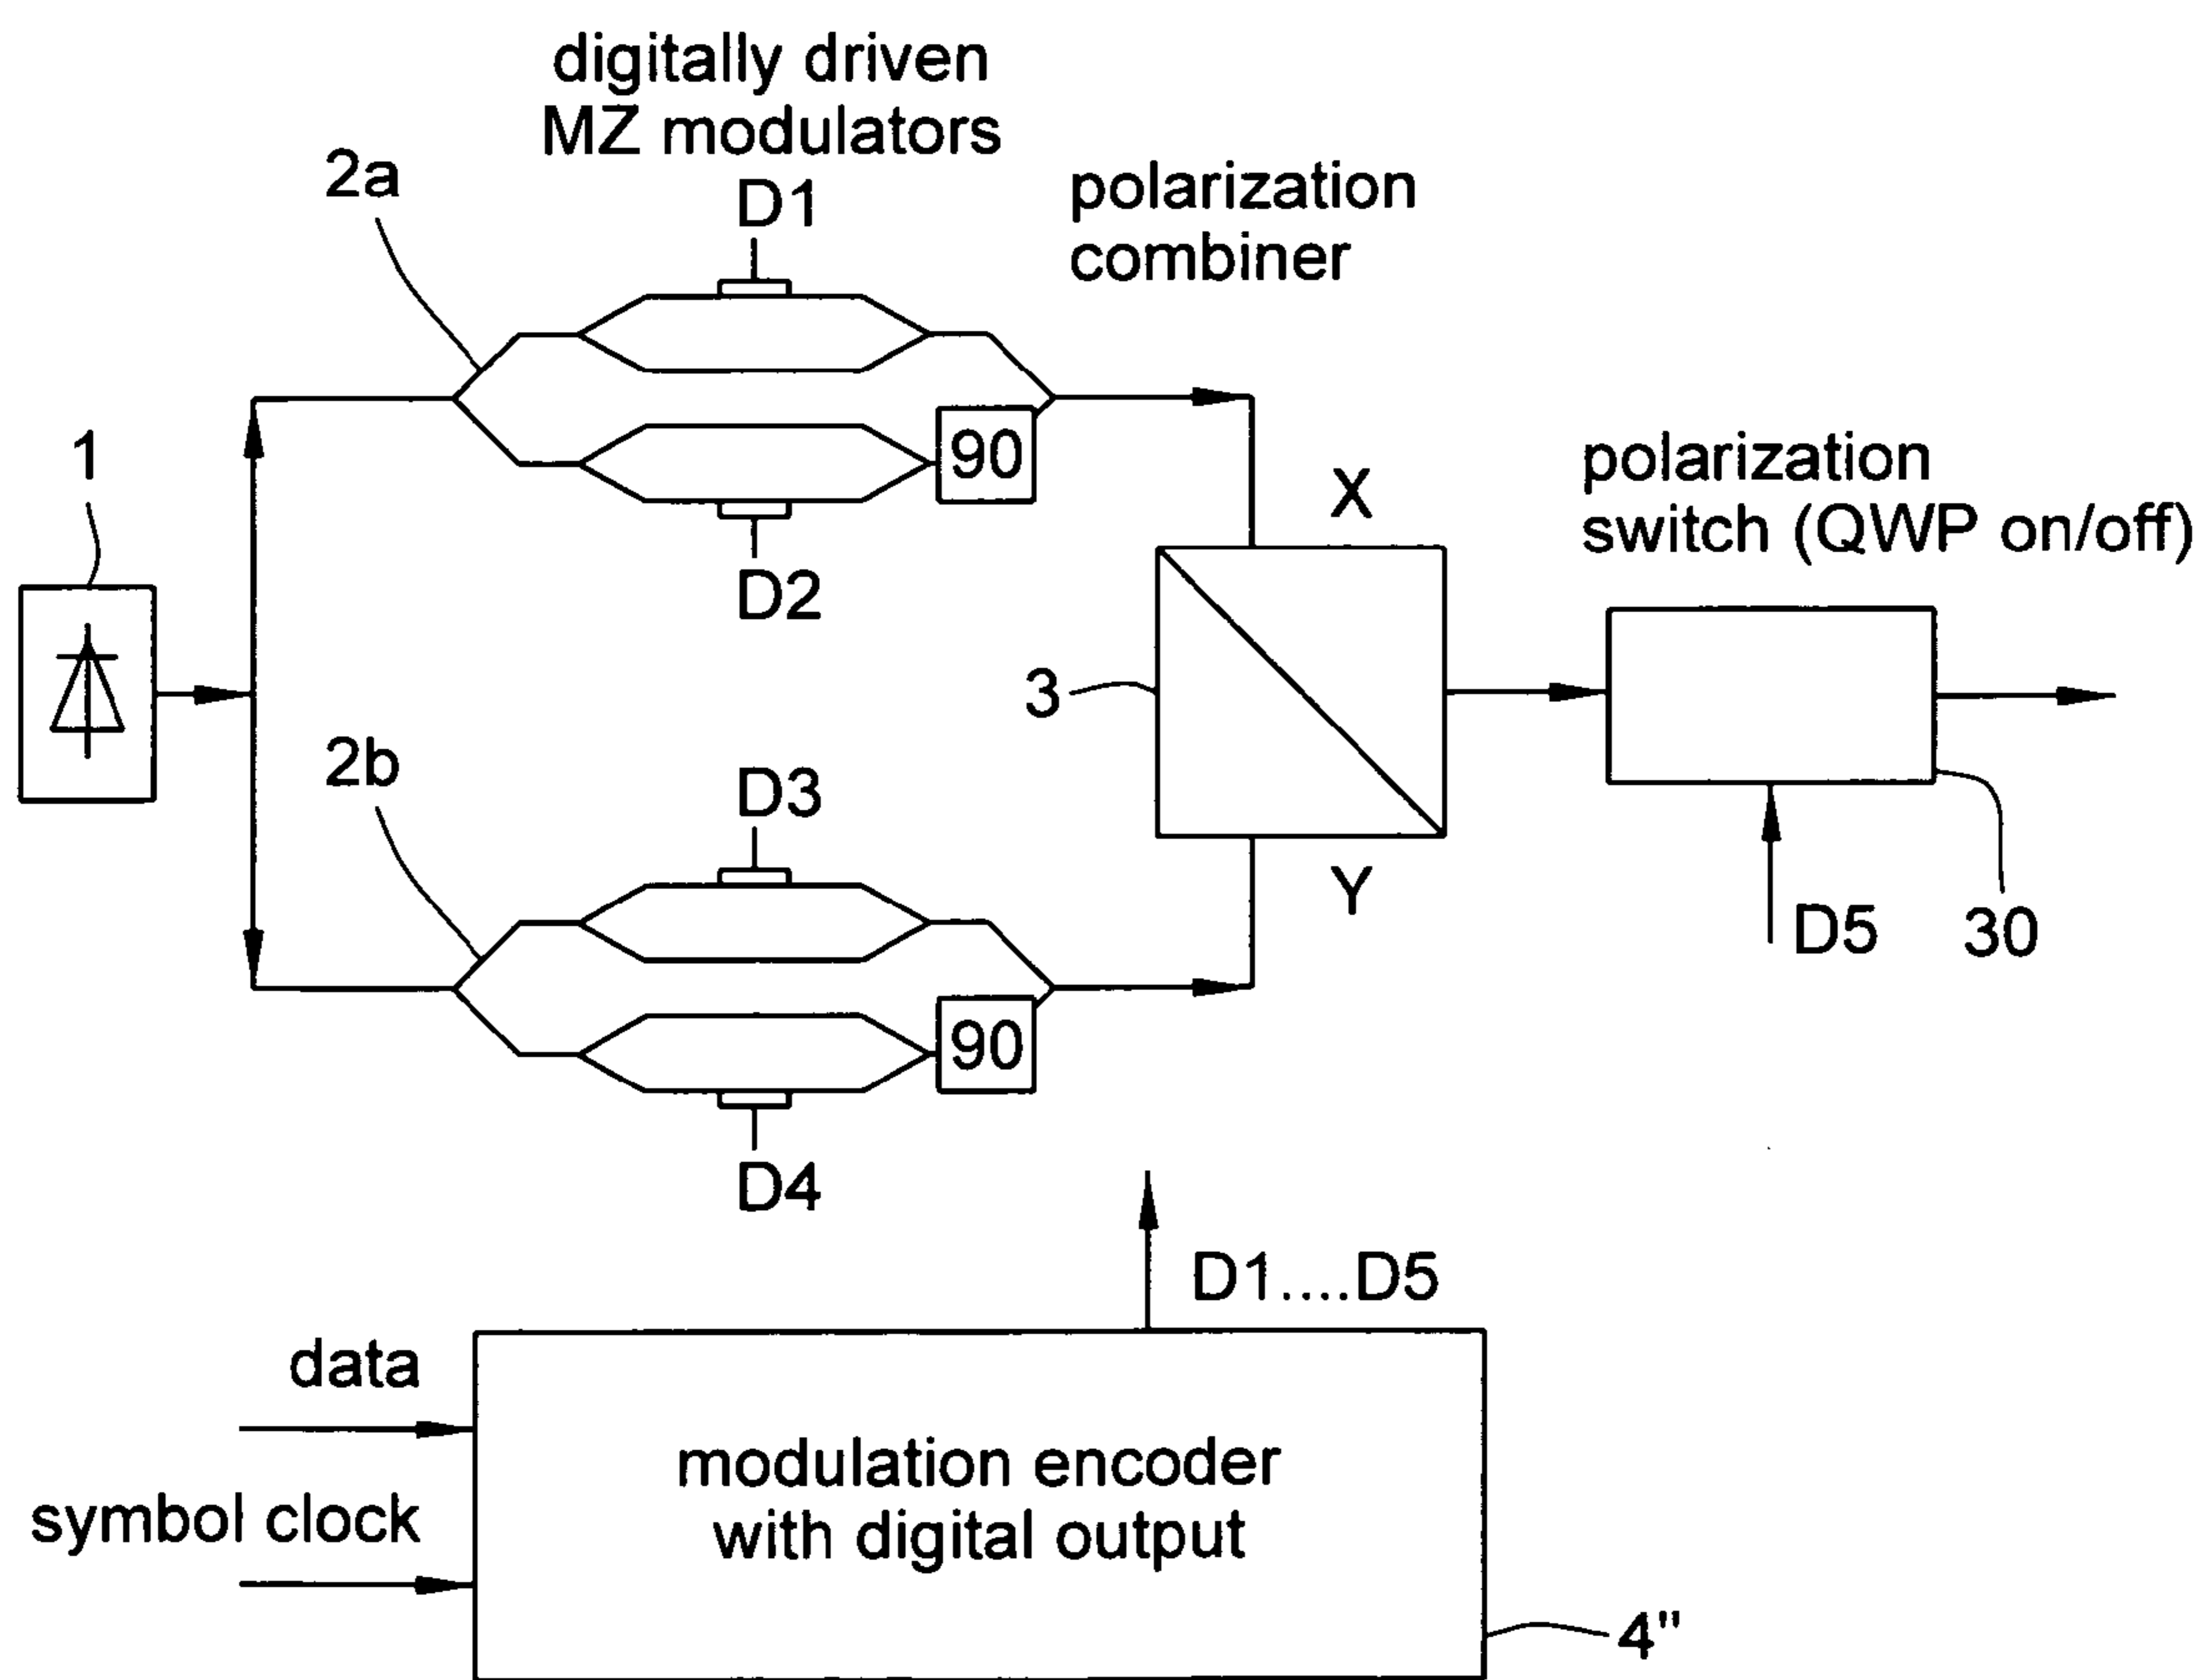 digitally driven
MZ modulators
2a
D1
polarization
combiner
1
90
D2
X
polarization
switch (QWP on/off)
3
2b
D3
Y
D5
30
90
D4
D1....D5
data
modulation encoder
with digital output
symbol clock
4"